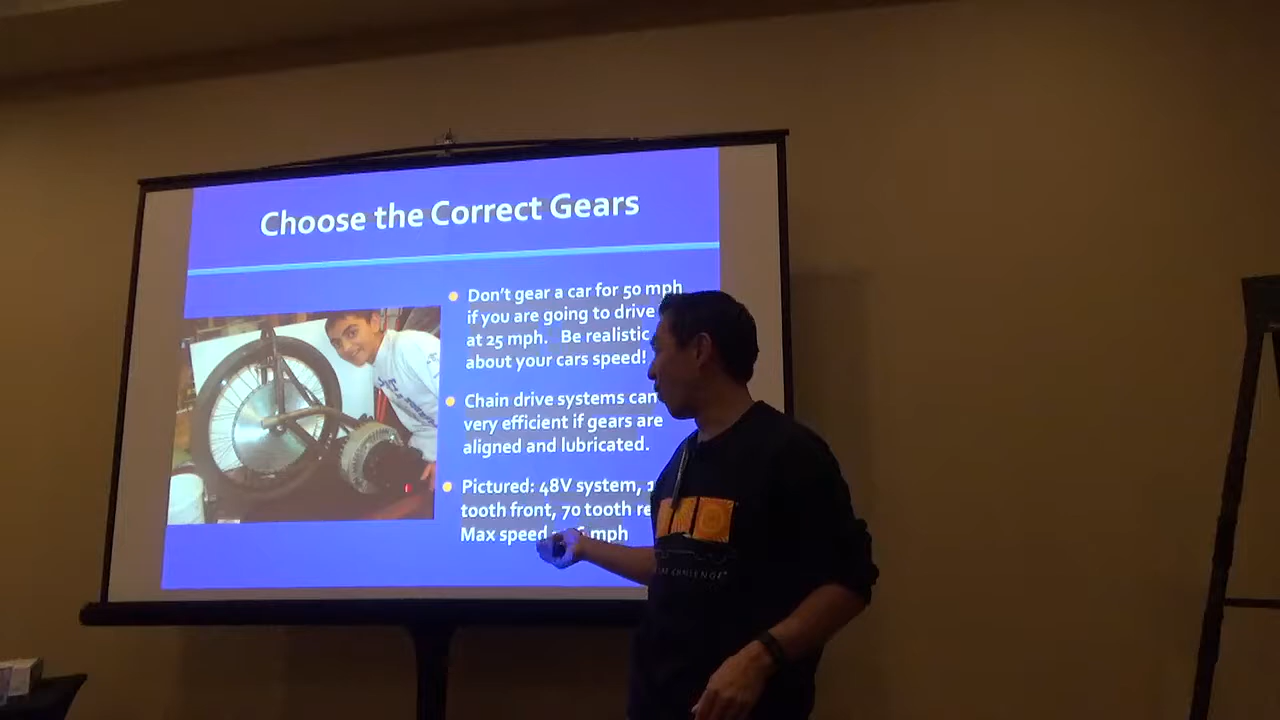 Choose the Correct Gears
Don't gear a car for 50 mph
if you are going to drive
at 25 mph. Be realistic
about your cars speed!
Chain drive systems can
very efficient if gears are
aligned and lubricated.
Pictured: 48V system,
tooth front, 70 tooth
Max speed mph
CHALLENGE